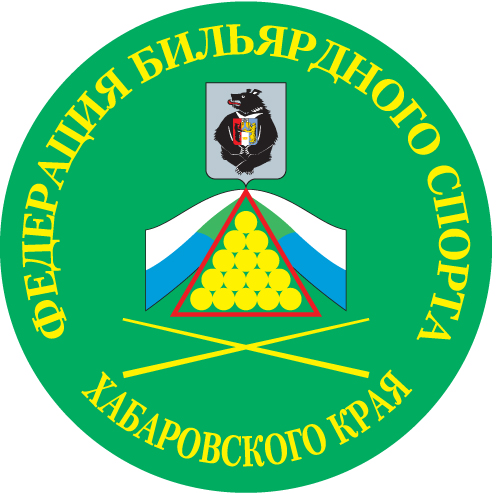 ФЕДЕРАЦИЯ БИЛЬЯРДНОГО СПОРТА
ХАБАРОВСКОГО КРАЯ